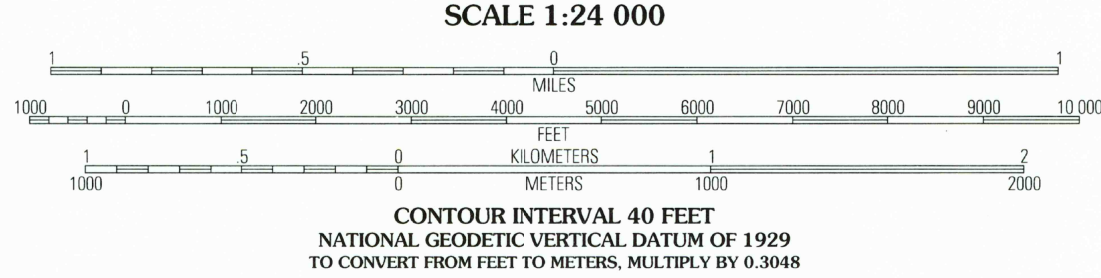 SCALE 1:24 000
1 .5 0 1
MILES
1000 0 1000 2000 3000 4000 5000 6000 7000 8000 9000 10 000
FEET
1 .5 0 KILOMETERS 1 2
1000 0 METERS 1000 2000
CONTOUR INTERVAL 40 FEET
NATIONAL GEODETIC VERTICAL DATUM OF 1929
TO CONVERT FROM FEET TO METERS, MULTIPLY BY 0.3048